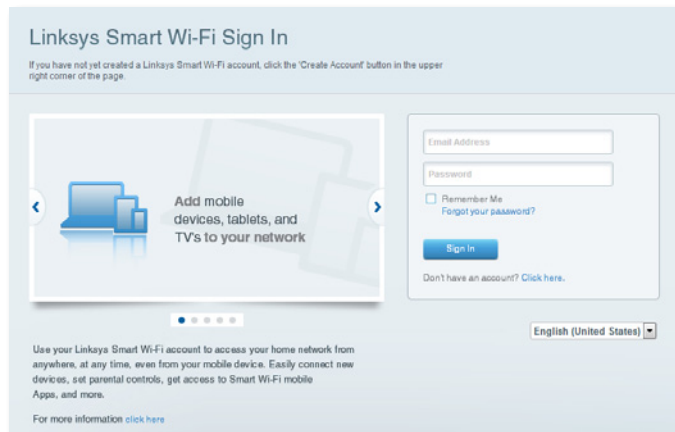 Linksys Smart Wi-Fi Sign In
If you have not yet created a Linksys Smart Wi-Fi account, click the 'Create Account' button in the upper
right corner of the page.
Add mobile
devices, tablets, and
TV's to your network
Email Address
Password
Remember Me
Forgot your password?
Sign In
Don't have an account? Click here.
English (United States)
Use your Linksys Smart Wi-Fi account to access your home network from
anywhere, at any time, even from your mobile device. Easily connect new
devices, set parental controls, get access to Smart Wi-Fi mobile
Apps, and more.
For more information click here